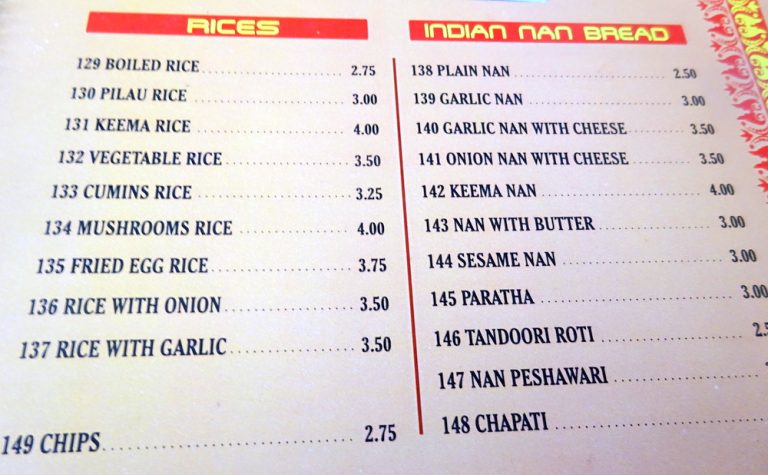 RICES
129 BOILED RICE 2.75
130 PILAU RICE 3.00
131 KEEMA RICE 4.00
132 VEGETABLE RICE 3.50
133 CUMINS RICE 3.25
134 MUSHROOMS RICE 4.00
135 FRIED EGG RICE 3.75
136 RICE WITH ONION 3.50
137 RICE WITH GARLIC 3.50
149 CHIPS 2.75
INDIAN NAN BREAD
138 PLAIN NAN 2.50
139 GARLIC NAN 3.00
140 GARLIC NAN WITH CHEESE 3.50
141 ONION NAN WITH CHEESE 3.50
142 KEEMA NAN 4.00
143 NAN WITH BUTTER 3.00
144 SESAME NAN 3.00
145 PARATHA 3.00
146 TANDOORI ROTI
147 NAN PESHAWARI
148 CHAPATI